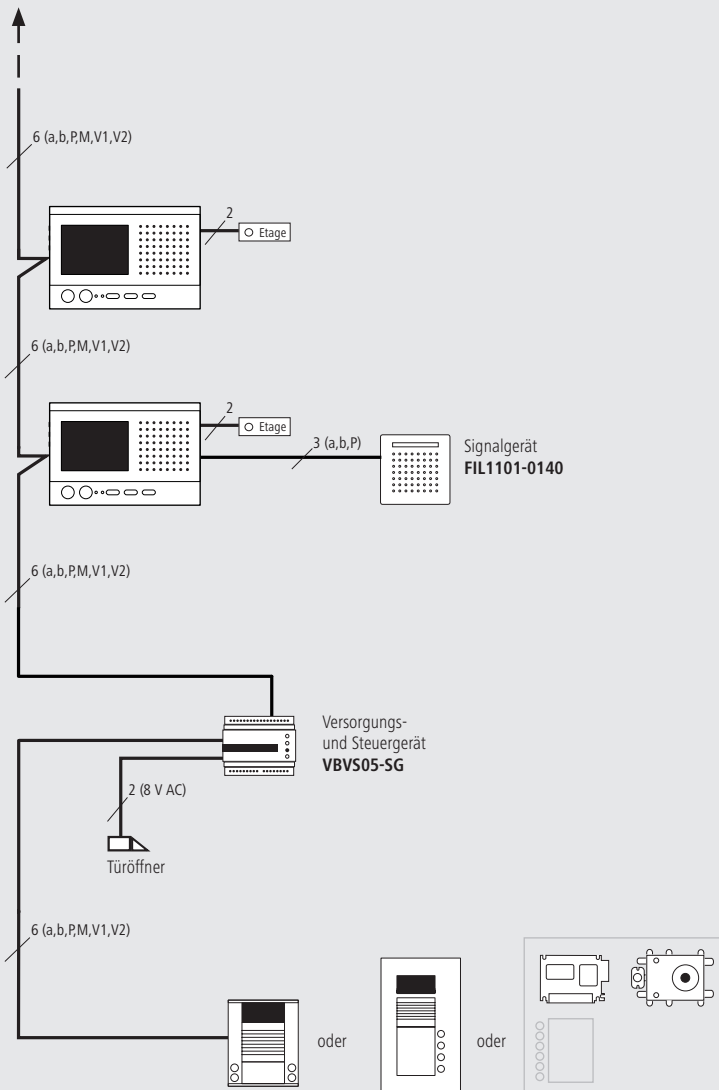 6 (a,b,P,M,V1,V2)
2
Etage
6 (a,b,P,M,V1,V2)
2
Etage
3 (a,b,P)
Signalgerät
FIL1101-0140
6 (a,b,P,M,V1,V2)
Versorgungs-
und Steuergerät
VBVS05-SG
2 (8 V AC)
Türöffner
6 (a,b,P,M,V1,V2)
oder
oder